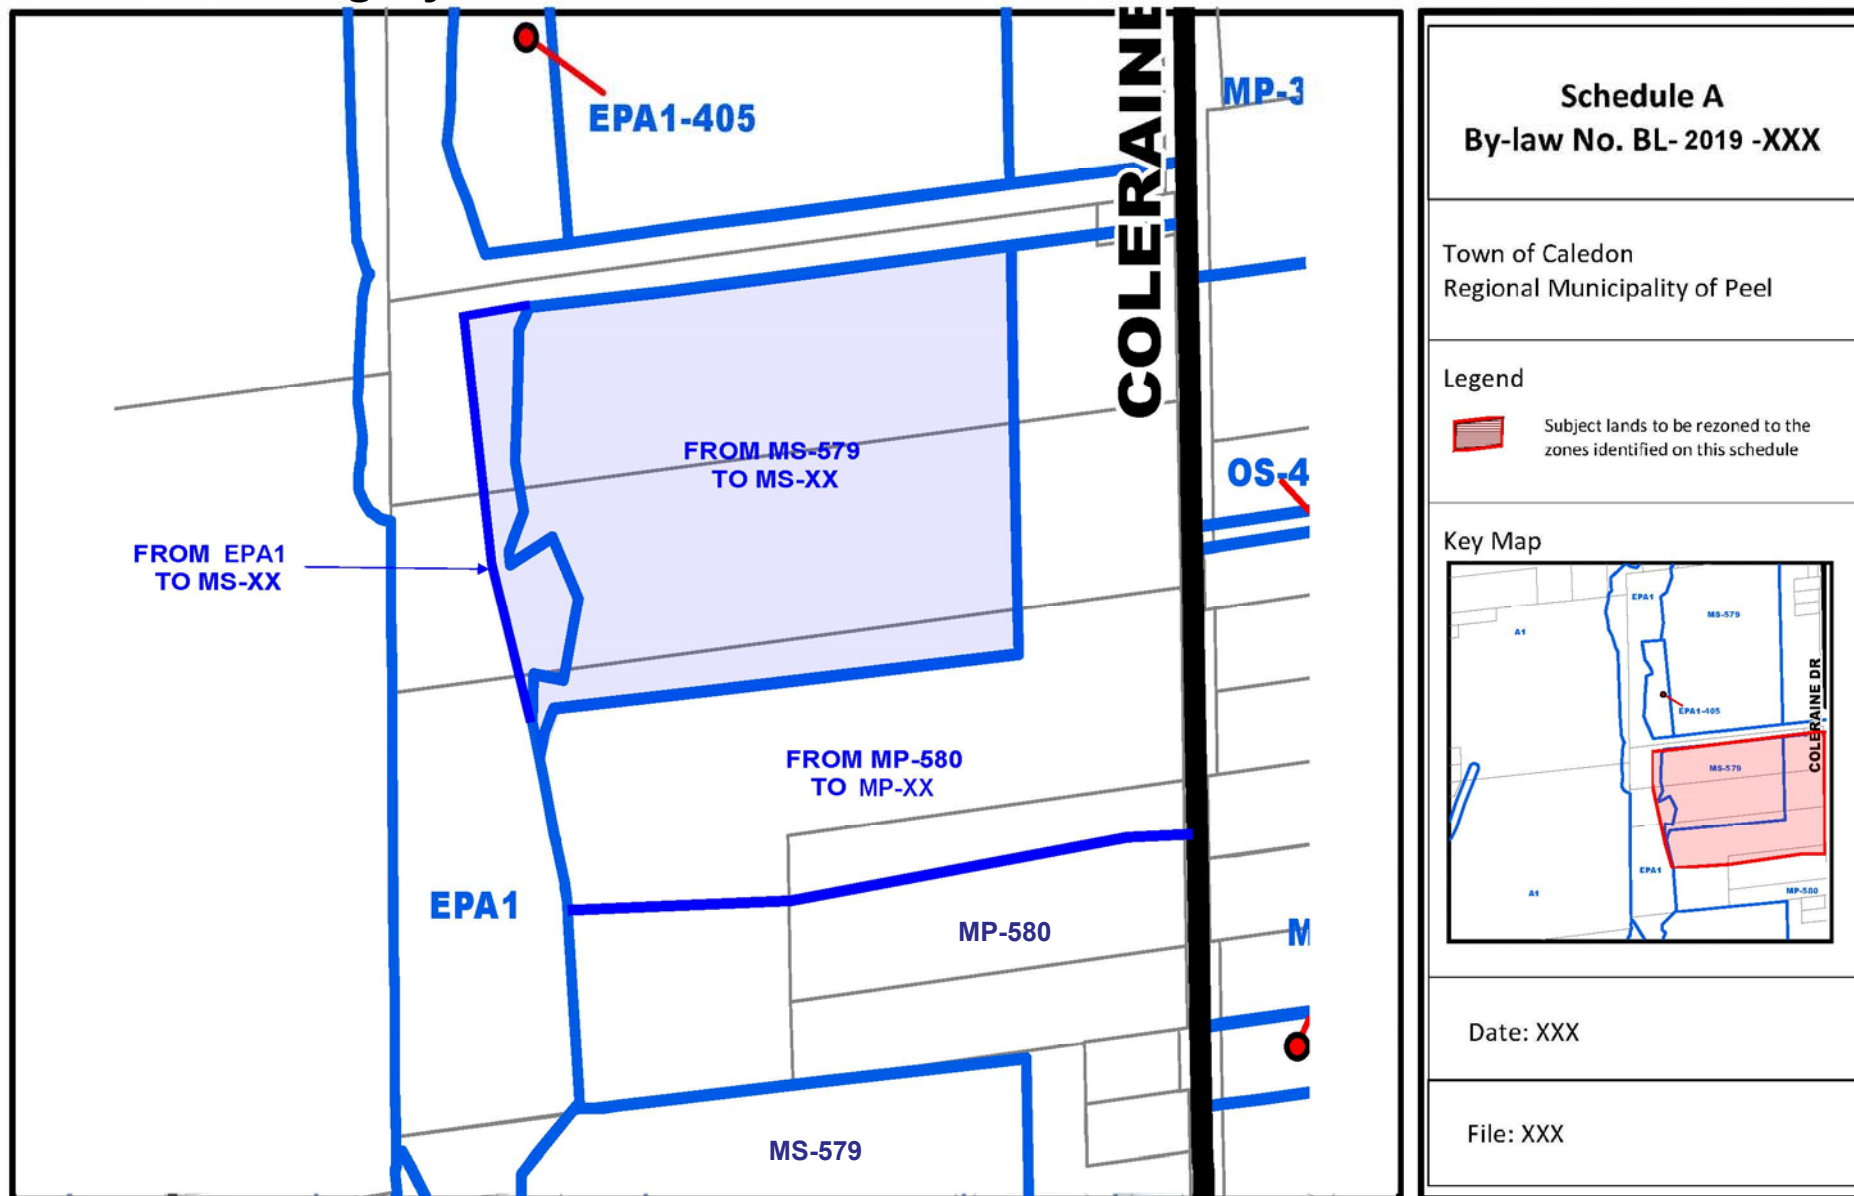 EPA1-405
COLERAINE
MP-3
FROM MS-579
TO MS-XX
OS-4
FROM EPA1
TO MS-XX
FROM MP-580
TO MP-XX
EPA1
MP-580
M
MS-579
Schedule A
By-law No. BL- 2019 -XXX
Town of Caledon
Regional Municipality of Peel
Legend
Subject lands to be rezoned to the
zones identified on this schedule
Key Map
EPA1
MS-579
A1
COLERAINE DR
EPA1-405
MS-579
EPA1
MP-580
A1
Date: XXX
File: XXX